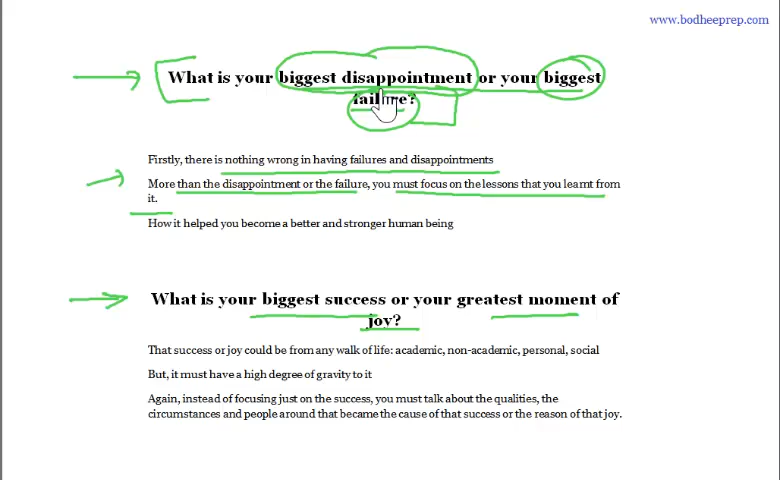 www.bodheeprep.com
What is your biggest disappointment or your biggest
failure?
Firstly, there is nothing wrong in having failures and disappointments
More than the disappointment or the failure, you must focus on the lessons that you learnt from
it.
How it helped you become a better and stronger human being
What is your biggest success or your greatest moment of
joy?
That success or joy could be from any walk of life: academic, non-academic, personal, social
But, it must have a high degree of gravity to it
Again, instead of focusing just on the success, you must talk about the qualities, the
circumstances and people around that became the cause of that success or the reason of that joy.